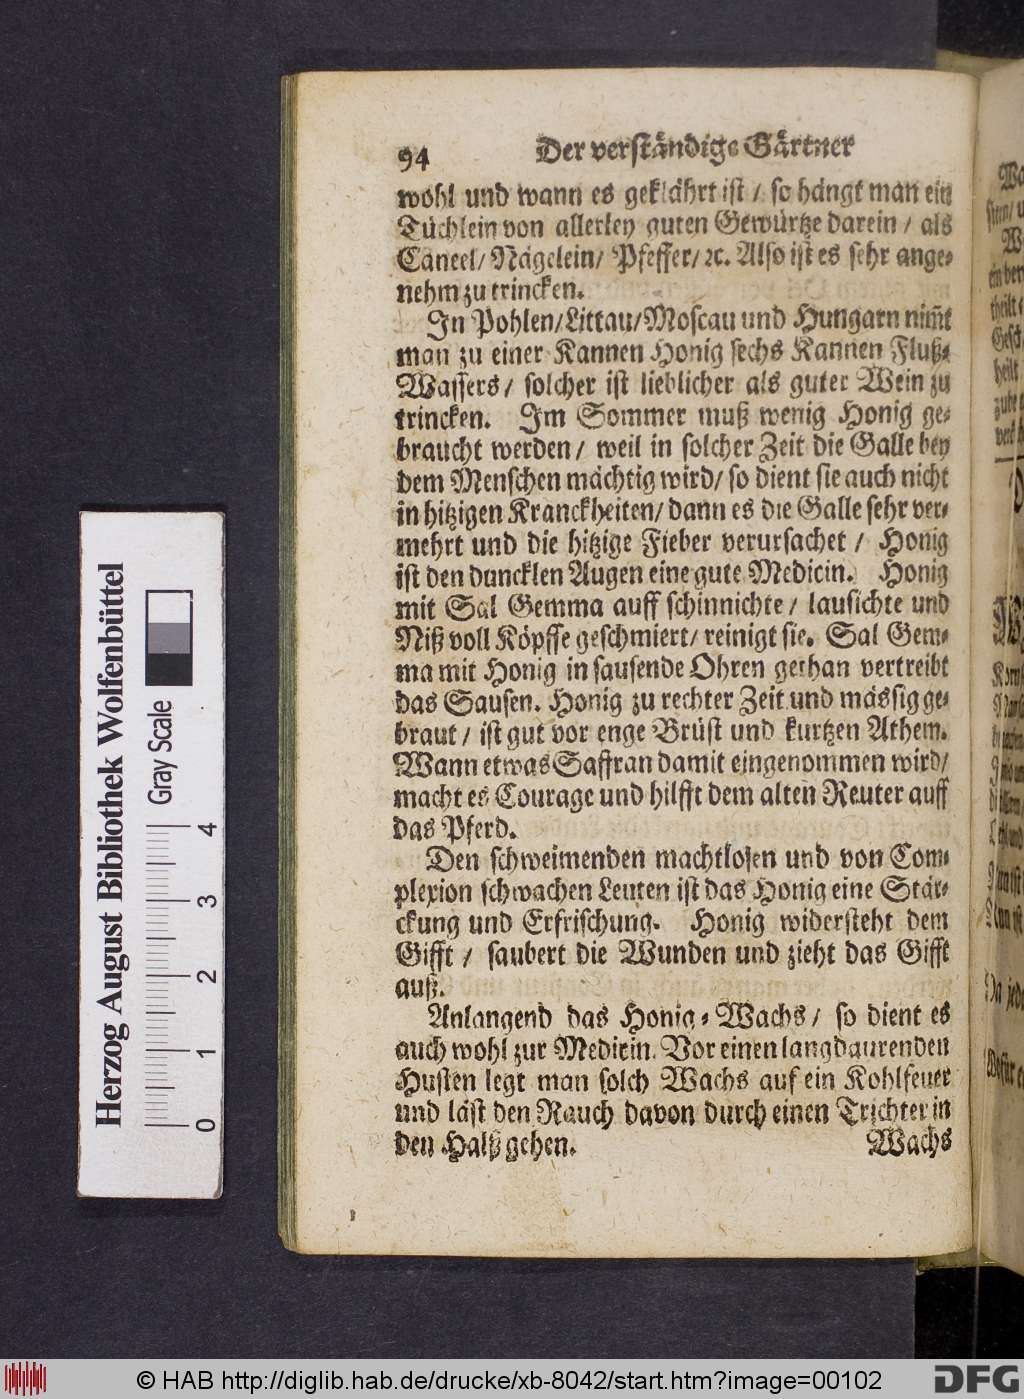 94
Der verständige Gärtner
wohl und wann es geklährt ist / so hängt man ein
Tüchlein von allerley guten Gewürtze darein / als
Caneel / Nägelein / Pfeffer / ꝛc. Also ist es sehr ange-
nehm zu trincken.
In Pohlen / Littau / Moscau und Hungarn nim̃t
man zu einer Kannen Honig sechs Kannen Fluß-
Wassers / solcher ist lieblicher als guter Wein zu
trincken. Im Sommer muß wenig Honig ge-
braucht werden / weil in solcher Zeit die Galle bey
dem Menschen mächtig wird / so dient sie auch nicht
in hitzigen Kranckheiten / dann es die Galle sehr ver-
mehrt und die hitzige Fieber verursachet / Honig
ist den duncklen Augen eine gute Medicin. Honig
mit Sal Gemma auff schinnichte / lausichte und
Niß voll Köpffe geschmiert / reinigt sie. Sal Gem-
ma mit Honig in sausende Ohren gethan vertreibt
das Sausen. Honig zu rechter Zeit und mässig ge-
braut / ist gut vor enge Brüst und kurtzen Athem.
Wann etwas Saffran damit eingenommen wird /
macht es Courage und hilfft dem alten Reuter auff
das Pferd.
Den schweimenden machtlosen und von Com-
plexion schwachen Leuten ist das Honig eine Stär-
ckung und Erfrischung. Honig widersteht dem
Gifft / saubert die Wunden und zieht das Gifft
auß.
Anlangend das Honig-Wachs / so dient es
auch wohl zur Medicin. Vor einen langdaurenden
Husten legt man solch Wachs auf ein Kohlfeuer
und läst den Rauch davon durch einen Trichter in
den Halß gehen.
Wachs
Herzog August Bibliothek Wolfenbüttel
Gray Scale
0 1 2 3 4
© HAB http://diglib.hab.de/drucke/xb-8042/start.htm?image=00102
DFG